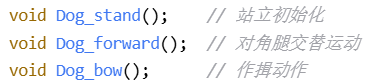 void Dog_stand();    // 站立初始化
void Dog_forward();  // 对角腿交替运动
void Dog_bow();      // 作揖动作